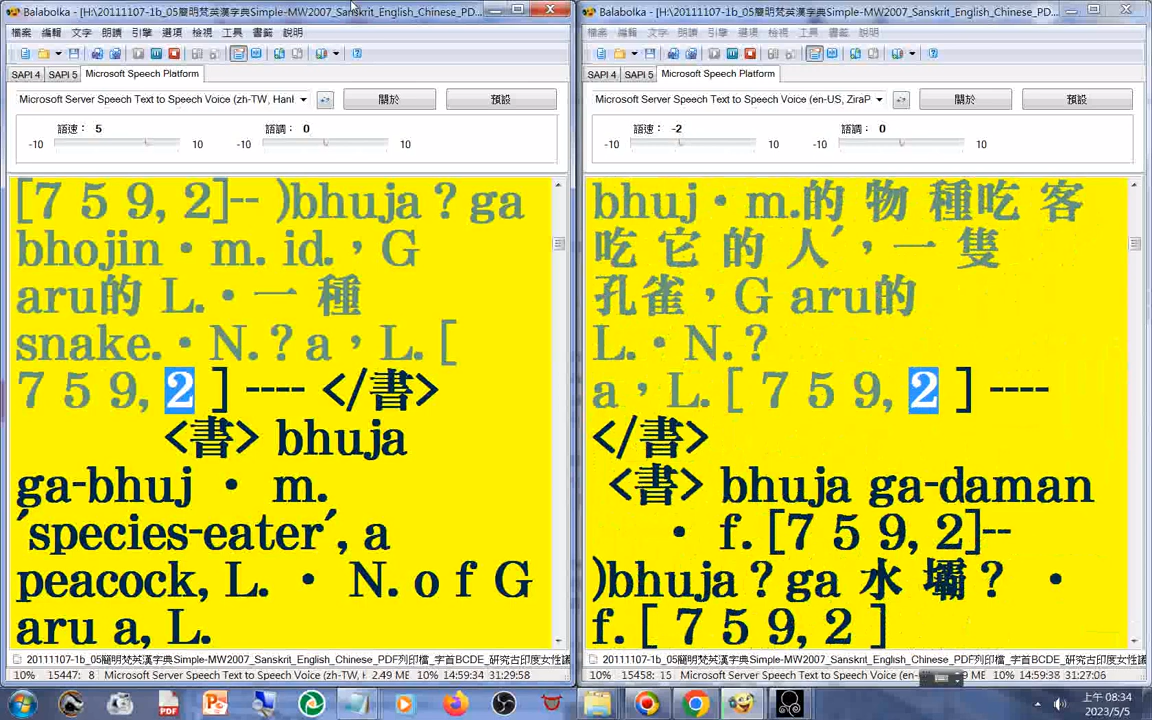 Balabolka - [H:\20111107-1b_05簡明梵英漢字典Simple-MW2007_Sanskrit_English_Chinese_PD...
檔案 編輯 文字 朗讀 引擎 選項 檢視 工具 書籤 說明
SAPI 4 SAPI 5 Microsoft Speech Platform
Microsoft Server Speech Text to Speech Voice (zh-TW, HanI 關於 預設
語速： 5 語調： 0
-10 10 -10 10
[7 5 9, 2]-- )bhuja？ga
bhojin‧m. id.，G
aru的 L.‧一 種
snake.‧N.？a，L. [
7 5 9, 2 ] ---- </書>
<書> bhuja
ga-bhuj ‧ m.
′species-eater′, a
peacock, L. ‧ N. o f G
aru a, L.
20111107-1b_05簡明梵英漢字典Simple-MW2007_Sanskrit_English_Chinese_PDF列印檔_字首BCDE_研究古印度女性議
10% 15447: 8 Microsoft Server Speech Text to Speech Voice (zh-TW, H 2.49 ME 10% 14:59:34 31:29:58
Balabolka - [H:\20111107-1b_05簡明梵英漢字典Simple-MW2007_Sanskrit_English_Chinese_PD...
檔案 編輯 文字 朗讀 引擎 選項 檢視 工具 書籤 說明
SAPI 4 SAPI 5 Microsoft Speech Platform
Microsoft Server Speech Text to Speech Voice (en-US, ZiraP 關於 預設
語速： -2 語調： 0
-10 10 -10 10
bhuj‧m.的 物 種吃 客
吃 它 的 人′，一 隻
孔雀，G aru的
L.‧N.？
a，L. [ 7 5 9, 2 ] ----
</書>
<書> bhuja ga-daman
‧ f. [7 5 9, 2]--
)bhuja？ga 水 壩？ ‧
f. [ 7 5 9, 2 ]
20111107-1b_05簡明梵英漢字典Simple-MW2007_Sanskrit_English_Chinese_PDF列印檔_字首BCDE_研究古印度女性議
10% 15458: 15 Microsoft Server Speech Text to Speech Voice 10% 14:59:38 31:27:06
上午 08:34
2023/5/5